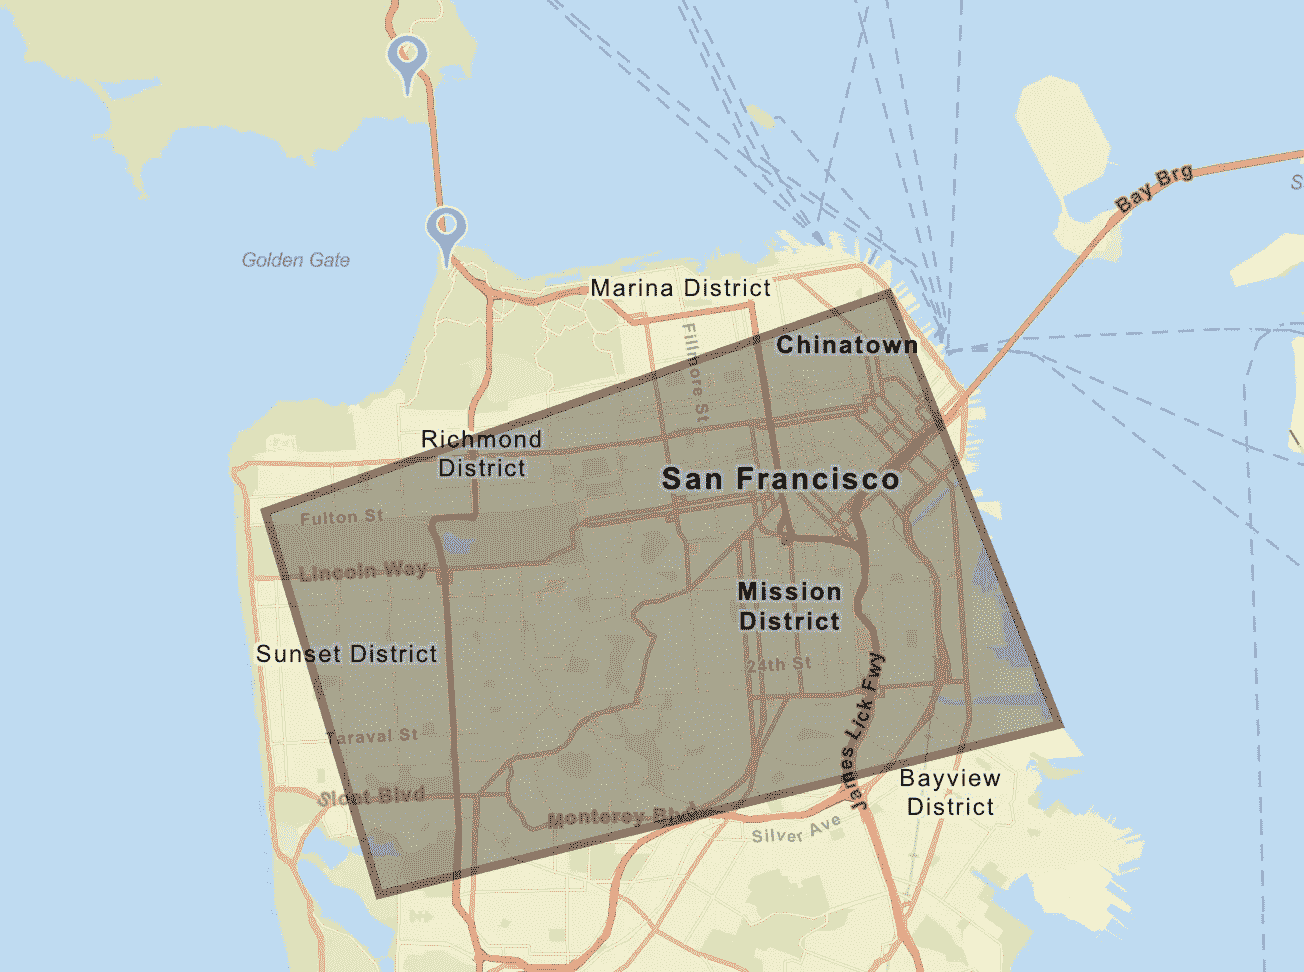 Bay Brg
S
Golden Gate
Marina District
Fillmore St
Chinatown
Richmond
District
San Francisco
Fulton St
Lincoln Way
Mission
District
Sunset District
24th St
James Lick Fwy
Taraval St
Sloat Blvd
Bayview
District
Monterey Blvd
Silver Ave